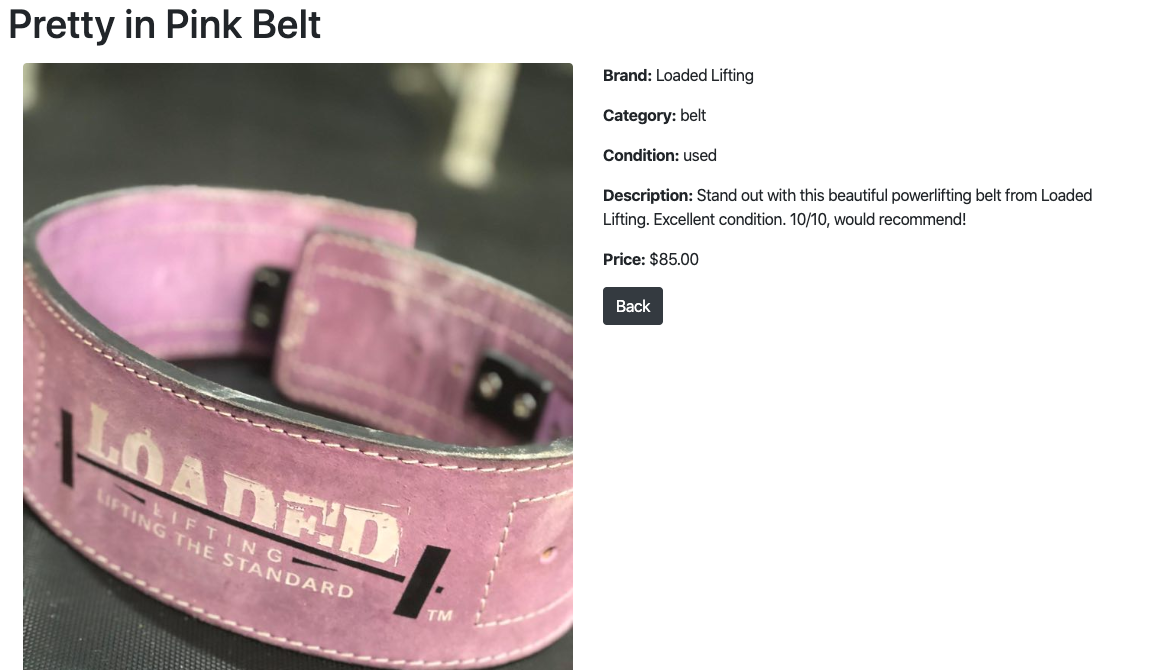 Pretty in Pink Belt
Brand: Loaded Lifting
Category: belt
Condition: used
Description: Stand out with this beautiful powerlifting belt from Loaded
Lifting. Excellent condition. 10/10, would recommend!
Price: $85.00
Back
LOADED
LIFTING
LIFTING THE STANDARD
TM